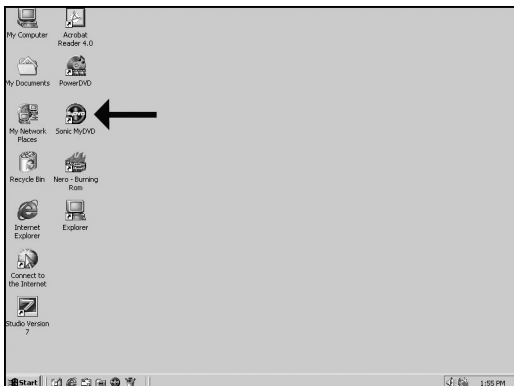 My Computer
Acrobat
Reader 4.0
My Documents
PowerDVD
My Network
Places
Sonic MyDVD
Recycle Bin
Nero - Burning
Rom
Internet
Explorer
Explorer
Connect to
the Internet
Studio Version
7
Start
1:55 PM